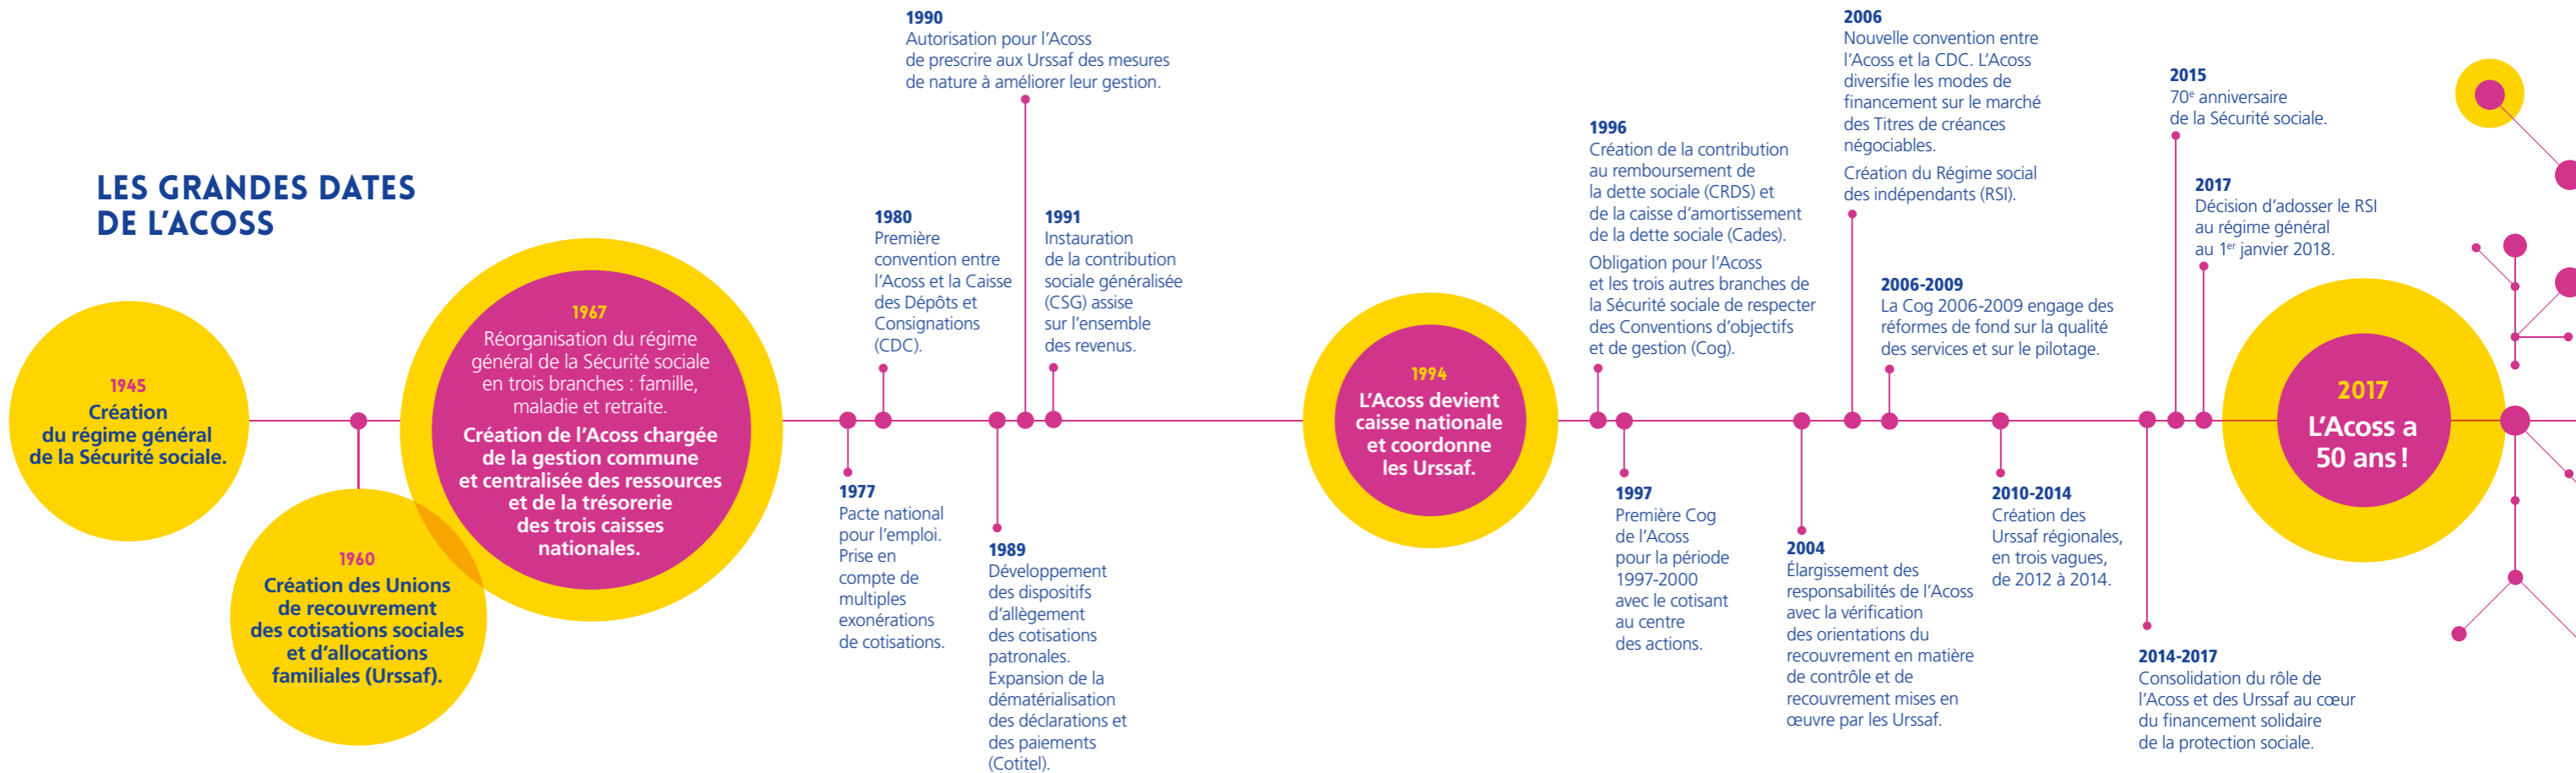 LES GRANDES DATES
DE L'ACOSS
1945
Création
du régime général
de la Sécurité sociale.
1960
Création des Unions
de recouvrement
des cotisations sociales
et d'allocations
familiales (Urssaf).
1967
Réorganisation du régime
général de la Sécurité sociale
en trois branches : famille,
maladie et retraite.
Création de l'Acoss chargée
de la gestion commune
et centralisée des ressources
et de la trésorerie
des trois caisses
nationales.
1977
Pacte national
pour l'emploi.
Prise en
compte de
multiples
exonérations
de cotisations.
1980
Première
convention entre
l'Acoss et la Caisse
des Dépôts et
Consignations
(CDC).
1989
Développement
des dispositifs
d'allègement
des cotisations
patronales.
Expansion de la
dématérialisation
des déclarations et
des paiements
(Cotitel).
1990
Autorisation pour l'Acoss
de prescrire aux Urssaf des mesures
de nature à améliorer leur gestion.
1991
Instauration
de la contribution
sociale généralisée
(CSG) assise
sur l'ensemble
des revenus.
1994
L'Acoss devient
caisse nationale
et coordonne
les Urssaf.
1996
Création de la contribution
au remboursement de
la dette sociale (CRDS) et
de la caisse d'amortissement
de la dette sociale (Cades).
Obligation pour l'Acoss
et les trois autres branches de
la Sécurité sociale de respecter
des Conventions d'objectifs
et de gestion (Cog).
1997
Première Cog
de l'Acoss
pour la période
1997-2000
avec le cotisant
au centre
des actions.
2004
Élargissement des
responsabilités de l'Acoss
avec la vérification
des orientations du
recouvrement en matière
de contrôle et de
recouvrement mises en
œuvre par les Urssaf.
2006
Nouvelle convention entre
l'Acoss et la CDC. L'Acoss
diversifie les modes de
financement sur le marché
des Titres de créances
négociables.
Création du Régime social
des indépendants (RSI).
2006-2009
La Cog 2006-2009 engage des
réformes de fond sur la qualité
des services et sur le pilotage.
2010-2014
Création des
Urssaf régionales,
en trois vagues,
de 2012 à 2014.
2014-2017
Consolidation du rôle de
l'Acoss et des Urssaf au cœur
du financement solidaire
de la protection sociale.
2015
70e anniversaire
de la Sécurité sociale.
2017
Décision d'adosser le RSI
au régime général
au 1er janvier 2018.
2017
L'Acoss a
50 ans !